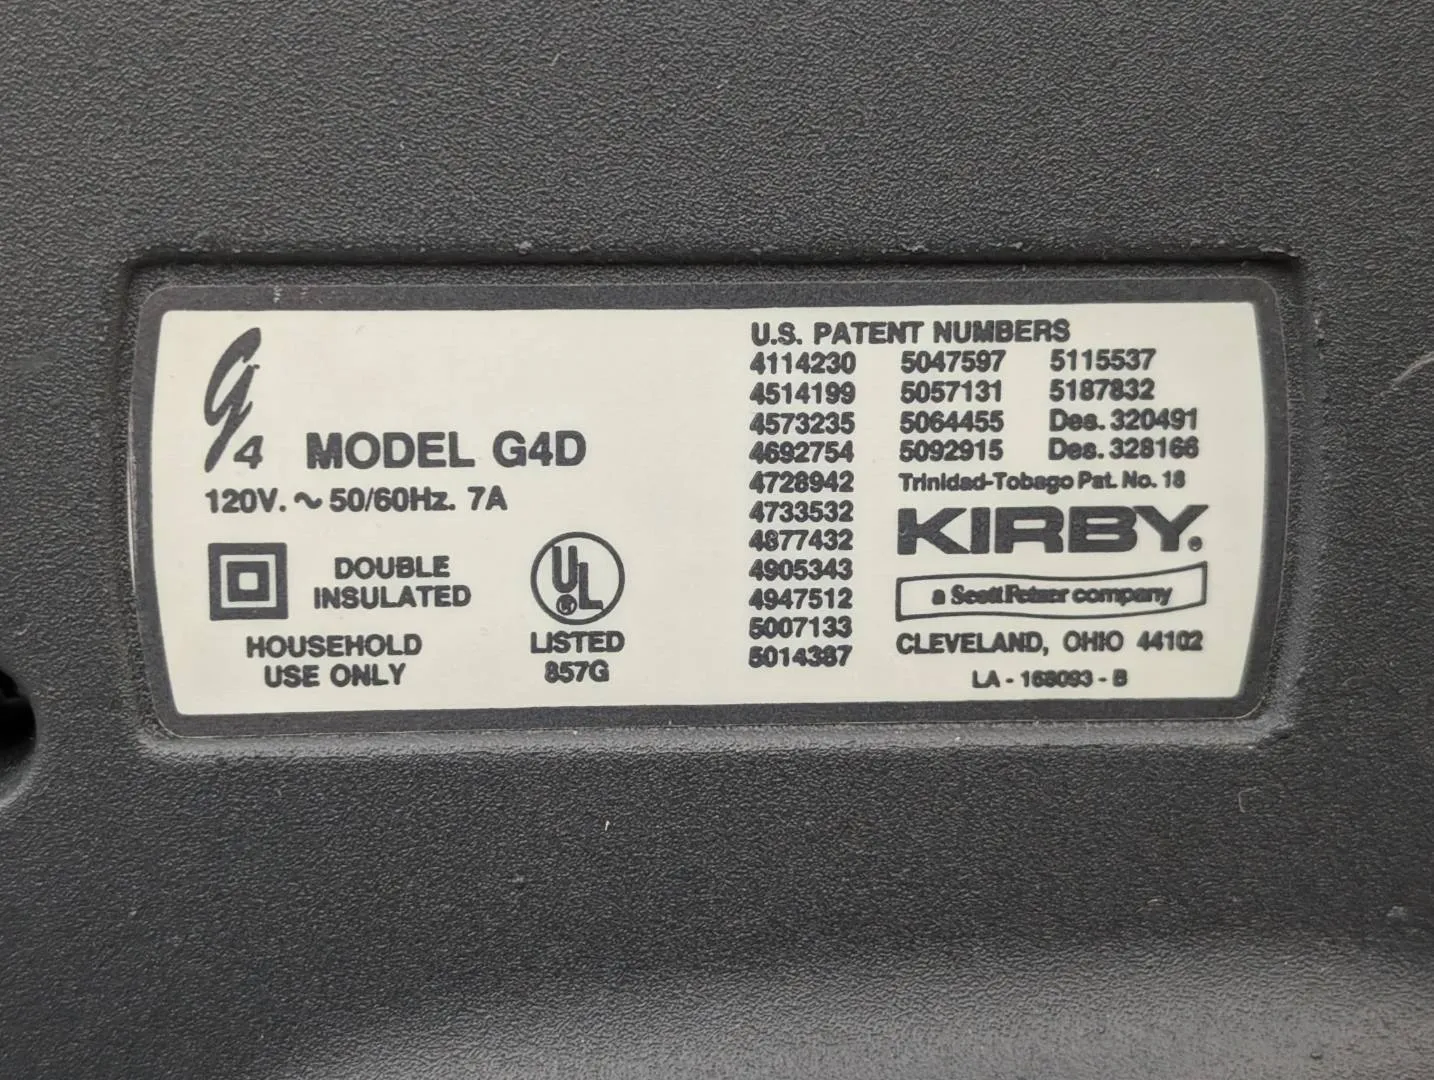 g4 MODEL G4D
120V. ~ 50/60Hz. 7A
DOUBLE
INSULATED
HOUSEHOLD
USE ONLY
UL ®
LISTED
857G
U.S. PATENT NUMBERS
4114230 5047597 5115537
4514199 5057131 5187832
4573235 5064455 Des. 320491
4692754 5092915 Des. 328166
4728942 Trinidad-Tobago Pat. No. 18
4733532
4877432
4905343
4947512
5007133
5014387
KIRBY®
a Scott Fetzer company
CLEVELAND, OHIO 44102
LA - 168093 - B